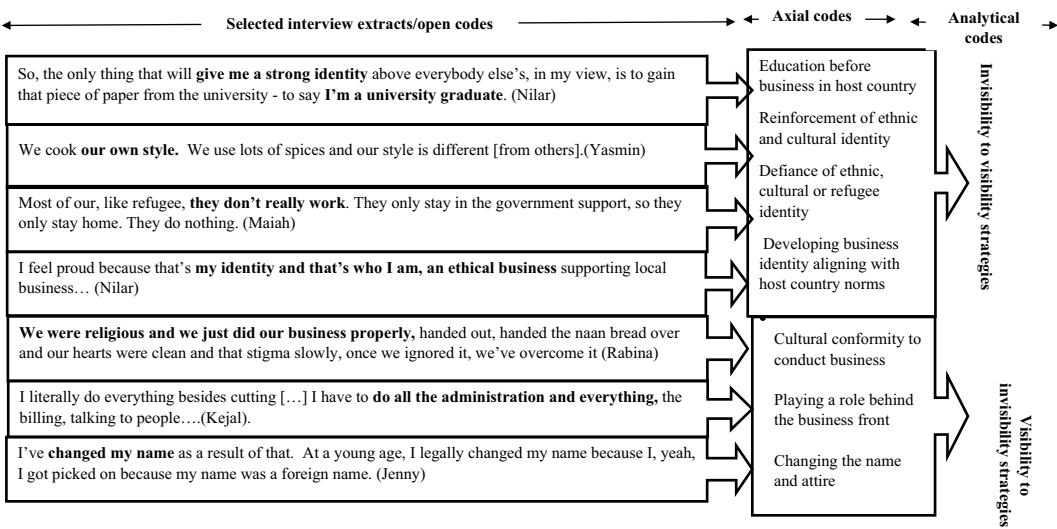 Selected interview extracts/open codes
Axial codes
Analytical
codes
So, the only thing that will give me a strong identity above everybody else's, in my view, is to gain
that piece of paper from the university - to say I'm a university graduate. (Nilar)
We cook our own style.  We use lots of spices and our style is different [from others].(Yasmin)
Most of our, like refugee, they don't really work. They only stay in the government support, so they
only stay home. They do nothing. (Maiah)
I feel proud because that's my identity and that's who I am, an ethical business supporting local
business… (Nilar)
We were religious and we just did our business properly, handed out, handed the naan bread over
and our hearts were clean and that stigma slowly, once we ignored it, we've overcome it (Rabina)
I literally do everything besides cutting […] I have to do all the administration and everything, the
billing, talking to people….(Kejal).
I've changed my name as a result of that.  At a young age, I legally changed my name because I, yeah,
I got picked on because my name was a foreign name. (Jenny)
Education before
business in host country
Reinforcement of ethnic
and cultural identity
Defiance of ethnic,
cultural or refugee
identity
Developing business
identity aligning with
host country norms
Cultural conformity to
conduct business
Playing a role behind
the business front
Changing the name
and attire
Invisibility to visibility strategies
Visibility to
invisibility strategies